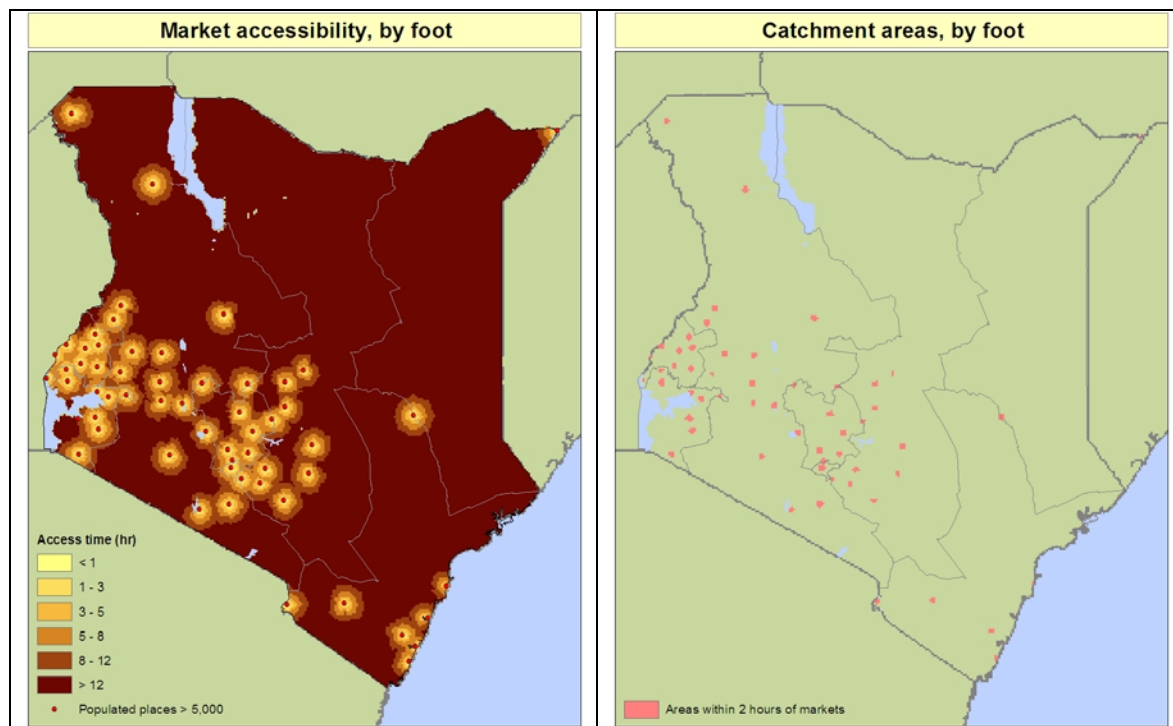 Market accessibility, by foot
Access time (hr)
< 1
1 - 3
3 - 5
5 - 8
8 - 12
> 12
Populated places > 5,000
Catchment areas, by foot
Areas within 2 hours of markets